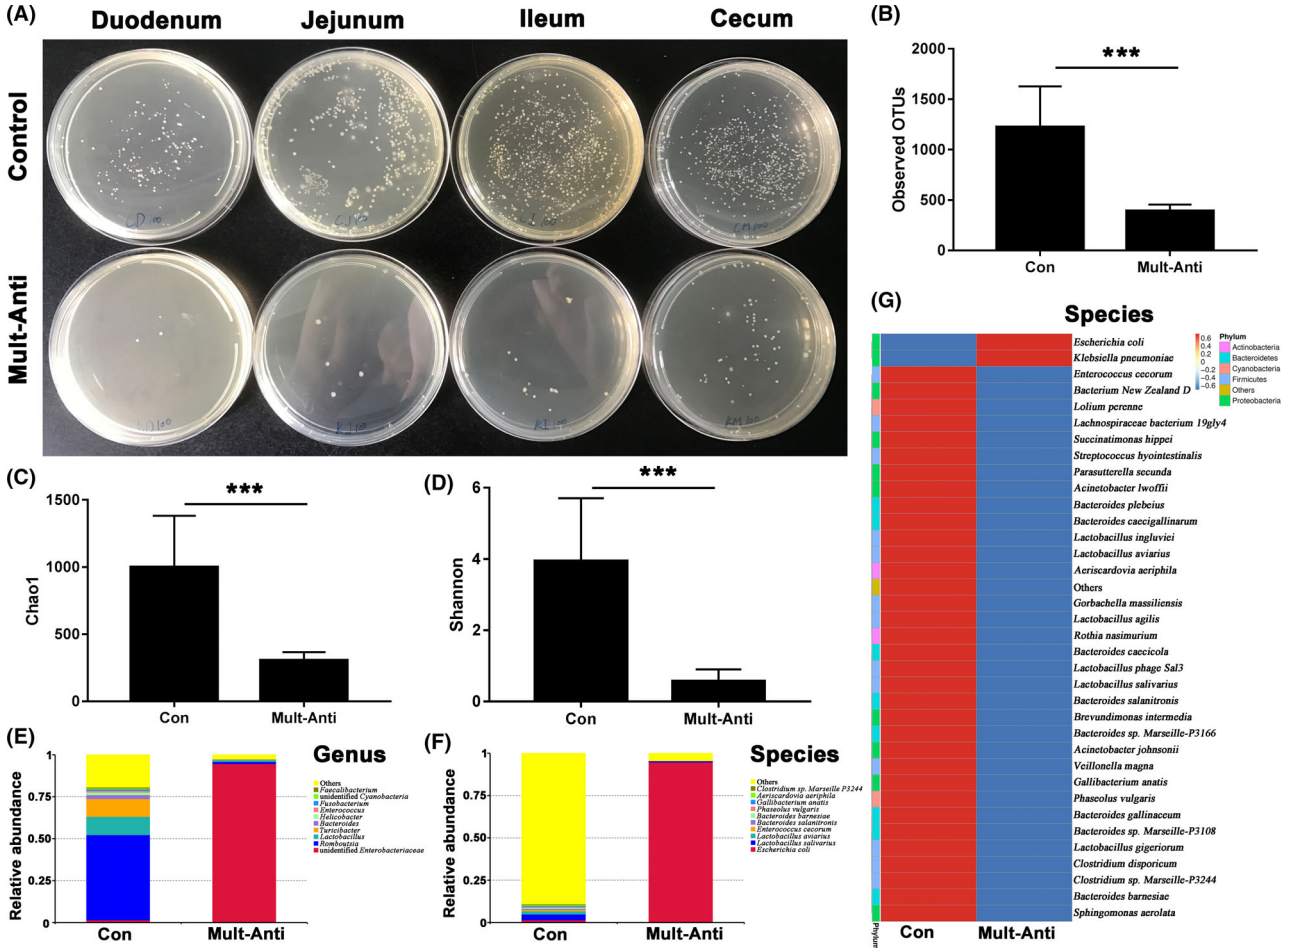 (A)
Duodenum Jejunum Ileum Cecum
Control
Mult-Anti
CD100
CJ100
CM100
RJ100
RI100
RM100
(B)
Observed OTUs
2000
1500
1000
500
0
***
Con Mult-Anti
(C)
Chao1
1500
1000
500
0
***
Con Mult-Anti
(D)
Shannon
6
4
2
0
***
Con Mult-Anti
(E)
Genus
Relative abundance
1
0.75
0.50
0.25
0
Con Mult-Anti
Others
Faecalibacterium
unidentified Cyanobacteria
Fusobacterium
Enterococcus
Helicobacter
Bacteroides
Turicibacter
Lactobacillus
Romboutsia
unidentified Enterobacteriaceae
(F)
Species
Relative abundance
1
0.75
0.50
0.25
0
Con Mult-Anti
Others
Clostridium sp. Marseille P3244
Aeriscardovia aeriphila
Gallibacterium anatis
Phaseolus vulgaris
Bacteroides barnesiae
Bacteroides salanitronis
Enterococcus cecorum
Lactobacillus aviarius
Lactobacillus salivarius
Escherichia coli
(G)
Species
Escherichia coli
Klebsiella pneumoniae
Enterococcus cecorum
Bacterium New Zealand D
Lolium perenne
Lachnospiraceae bacterium 19gly4
Succinatimonas hippei
Streptococcus hyointestinalis
Parasutterella secunda
Acinetobacter lwoffii
Bacteroides plebeius
Bacteroides caecigallinarum
Lactobacillus ingluviei
Lactobacillus aviarius
Aeriscardovia aeriphila
Others
Gorbachella massiliensis
Lactobacillus agilis
Rothia nasimurium
Bacteroides caccicola
Lactobacillus phage Sal3
Lactobacillus salivarius
Bacteroides salanitronis
Brevundimonas intermedia
Bacteroides sp. Marseille-P3166
Acinetobacter johnsonii
Veillonella magna
Gallibacterium anatis
Phaseolus vulgaris
Bacteroides gallinaceum
Bacteroides sp. Marseille-P3108
Lactobacillus gigeriorum
Clostridium disporicum
Clostridium sp. Marseille-P3244
Bacteroides barnesiae
Sphingomonas aerolata
Phylum
Con Mult-Anti
0.6
0.4
0.2
0
-0.2
-0.4
-0.6
Phylum
Actinobacteria
Bacteroidetes
Cyanobacteria
Firmicutes
Others
Proteobacteria